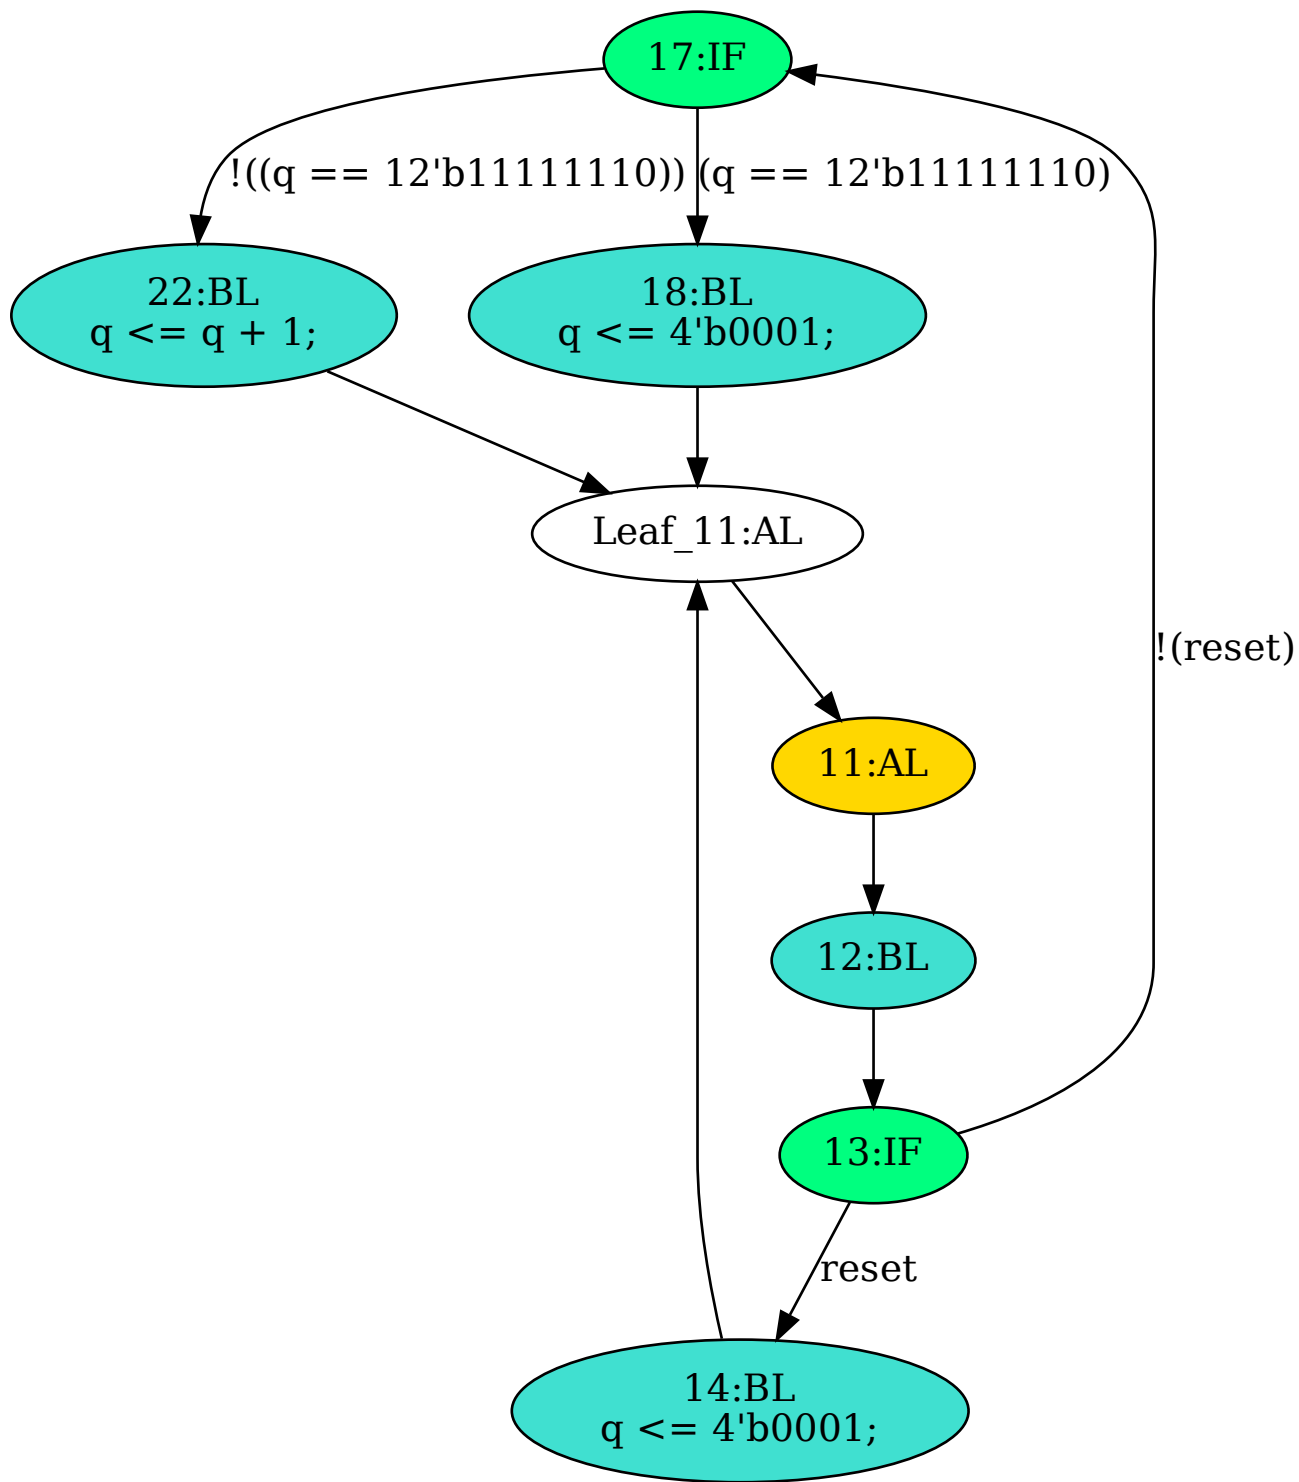 17:IF
!((q == 12'b11111110))
(q == 12'b11111110)
22:BL
q <= q + 1;
18:BL
q <= 4'b0001;
Leaf_11:AL
!(reset)
11:AL
12:BL
13:IF
reset
14:BL
q <= 4'b0001;